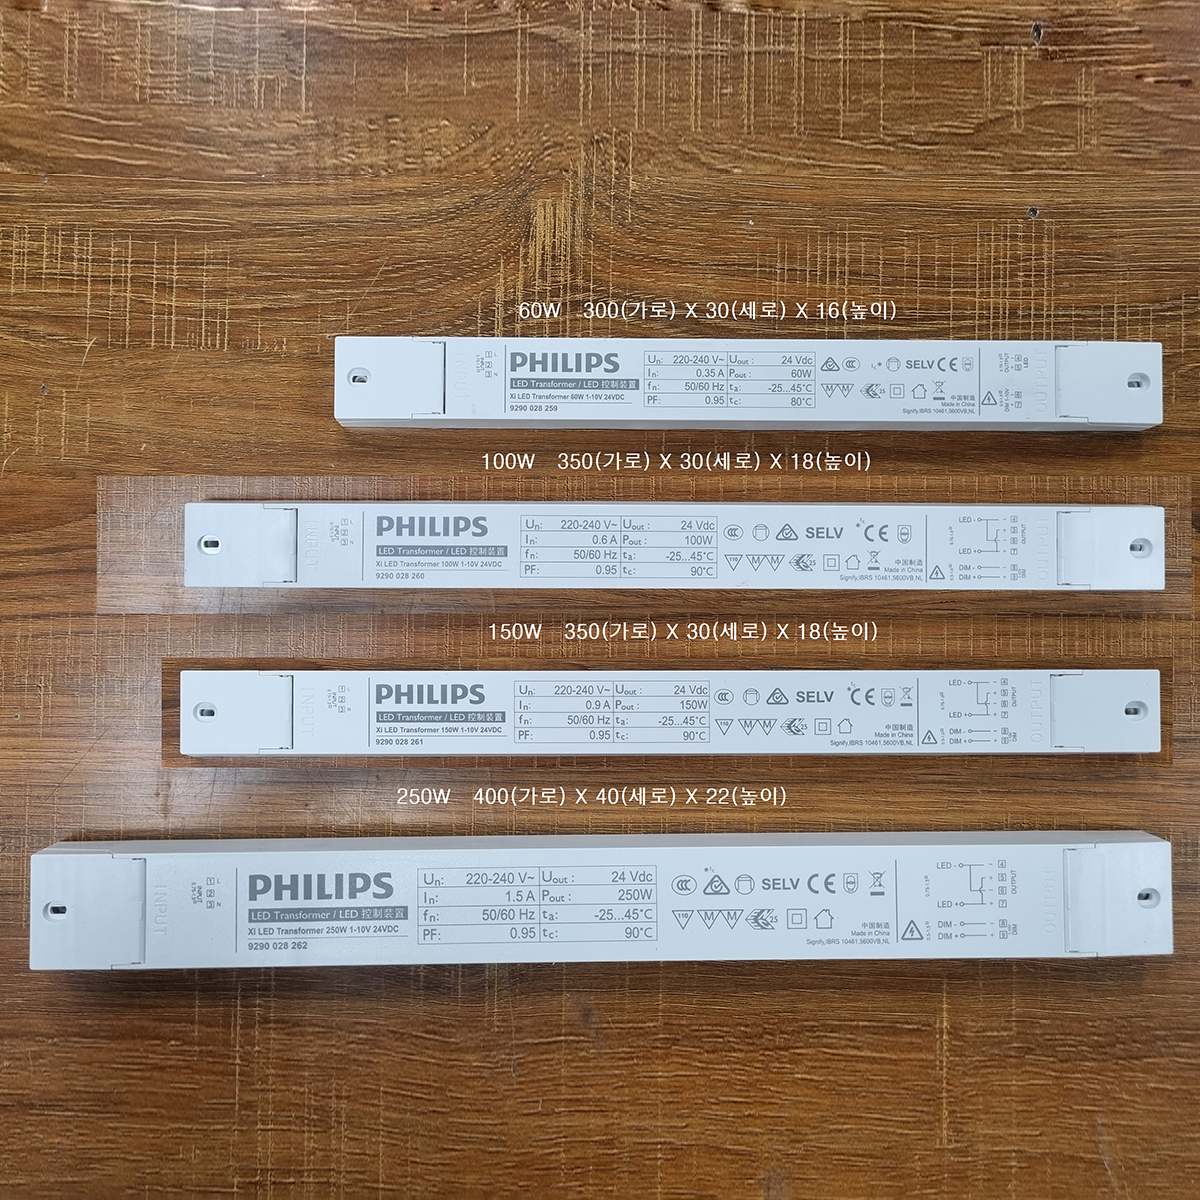 60W 300(가로) X 30(세로) X 16(높이)
PHILIPS
LED Transformer / LED 控制装置
Xi LED Transformer 60W 1-10V 24VDC
9290 028 259
Un: 220-240 V~ Uout : 24 Vdc
In: 0.35 A Pout : 60W
fn: 50/60 Hz ta: -25...45°C
PF: 0.95 tc: 80°C
SELV
中国制造
Made in China
Signify,IBRS 10461,5600VB,NL
INPUT
OUTPUT
100W 350(가로) X 30(세로) X 18(높이)
PHILIPS
LED Transformer / LED 控制装置
Xi LED Transformer 100W 1-10V 24VDC
9290 028 260
Un: 220-240 V~ Uout : 24 Vdc
In: 0.6 A Pout : 100W
fn: 50/60 Hz ta: -25...45°C
PF: 0.95 tc: 90°C
SELV
110
中国制造
Made in China
Signify,IBRS 10461,5600VB,NL
LED -
LED +
DIM -
DIM +
INPUT
OUTPUT
150W 350(가로) X 30(세로) X 18(높이)
PHILIPS
LED Transformer / LED 控制装置
Xi LED Transformer 150W 1-10V 24VDC
9290 028 261
Un: 220-240 V~ Uout : 24 Vdc
In: 0.9 A Pout : 150W
fn: 50/60 Hz ta: -25...45°C
PF: 0.95 tc: 90°C
SELV
110
中国制造
Made in China
Signify,IBRS 10461,5600VB,NL
LED -
LED +
DIM -
DIM +
INPUT
OUTPUT
250W 400(가로) X 40(세로) X 22(높이)
PHILIPS
LED Transformer / LED 控制装置
Xi LED Transformer 250W 1-10V 24VDC
9290 028 262
Un: 220-240 V~ Uout : 24 Vdc
In: 1.5 A Pout : 250W
fn: 50/60 Hz ta: -25...45°C
PF: 0.95 tc: 90°C
SELV
110
中国制造
Made in China
Signify,IBRS 10461,5600VB,NL
LED -
LED +
DIM -
DIM +
INPUT
OUTPUT